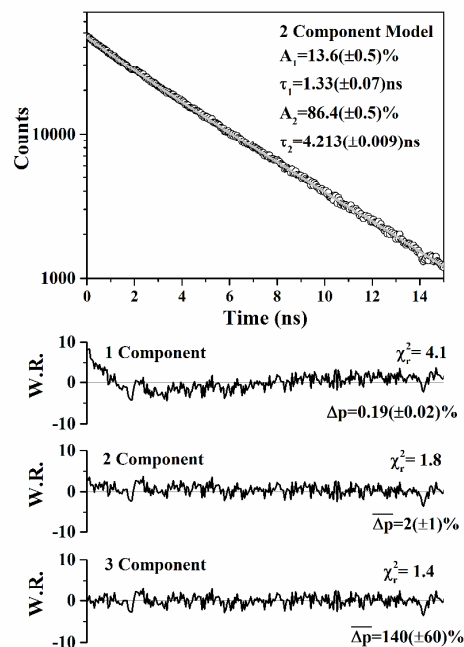 2 Component Model
A₁=13.6(±0.5)%
τ₁=1.33(±0.07)ns
A₂=86.4(±0.5)%
τ₂=4.213(±0.009)ns
Counts
10000
1000
0 2 4 6 8 10 12 14
Time (ns)
W.R.
10
0
-10
1 Component
χᵣ²= 4.1
Δp=0.19(±0.02)%
W.R.
10
0
-10
2 Component
χᵣ²= 1.8
Δp̅=2(±1)%
W.R.
10
0
-10
3 Component
χᵣ²= 1.4
Δp̅=140(±60)%